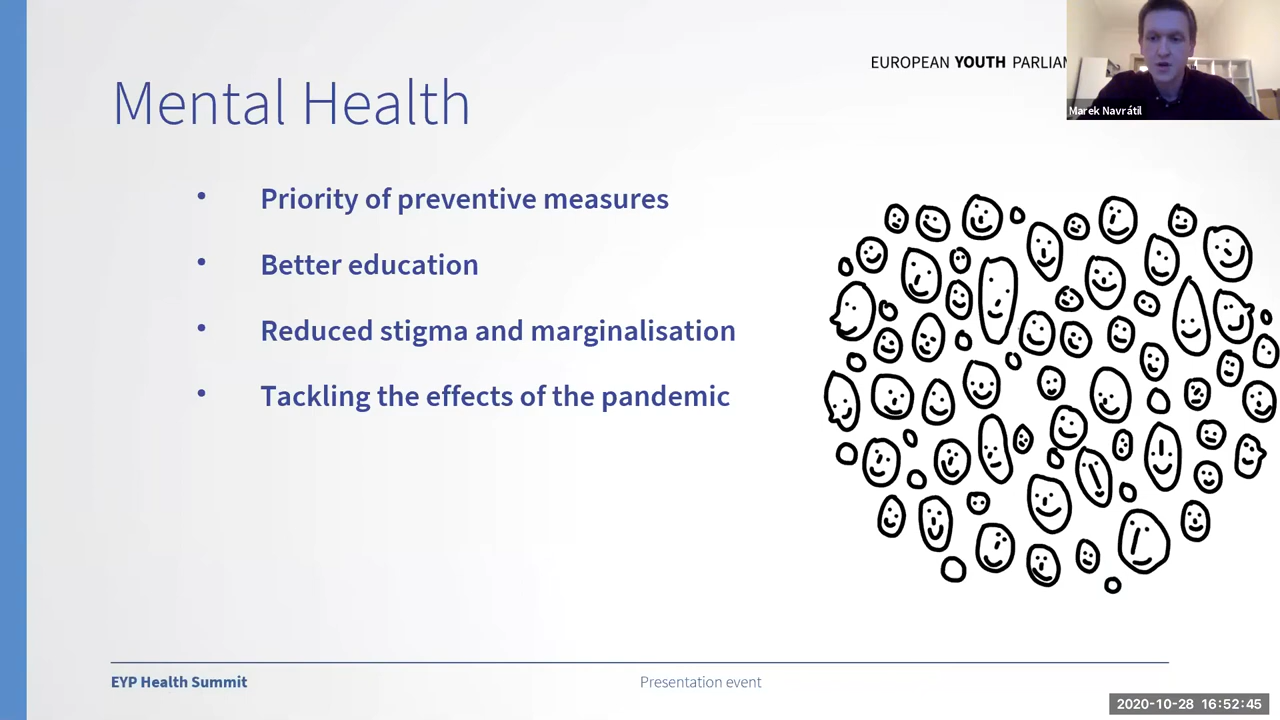 EUROPEAN YOUTH
Marek Navrátil
Mental Health
• Priority of preventive measures
• Better education
• Reduced stigma and marginalisation
• Tackling the effects of the pandemic
EYP Health Summit
Presentation event
2020-10-28 16:52:45